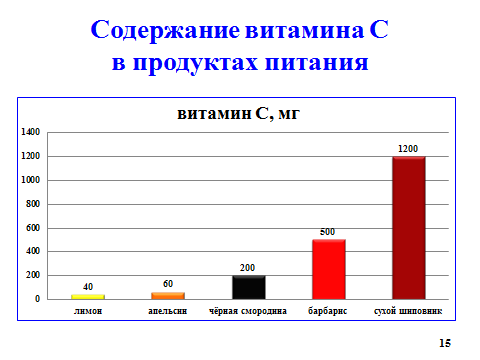 Содержание витамина С
в продуктах питания
витамин С, мг
1400
1200
1000
800
600
400
200
0
40
60
200
500
1200
лимон
апельсин
чёрная смородина
барбарис
сухой шиповник
15